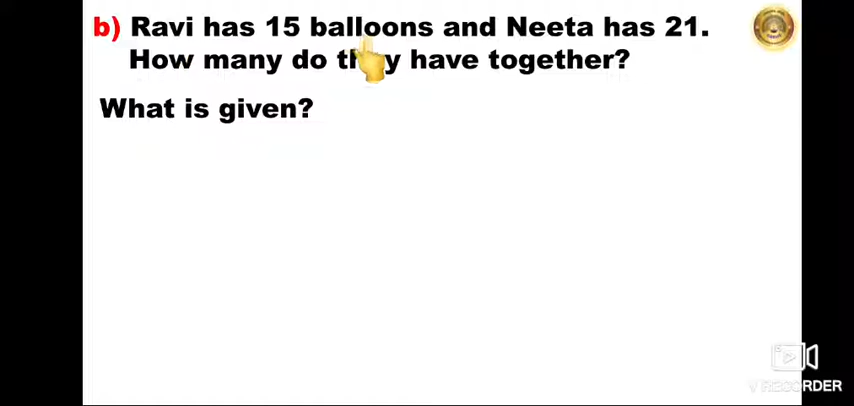 b) Ravi has 15 balloons and Neeta has 21.
How many do they have together?
What is given?
V RECORDER